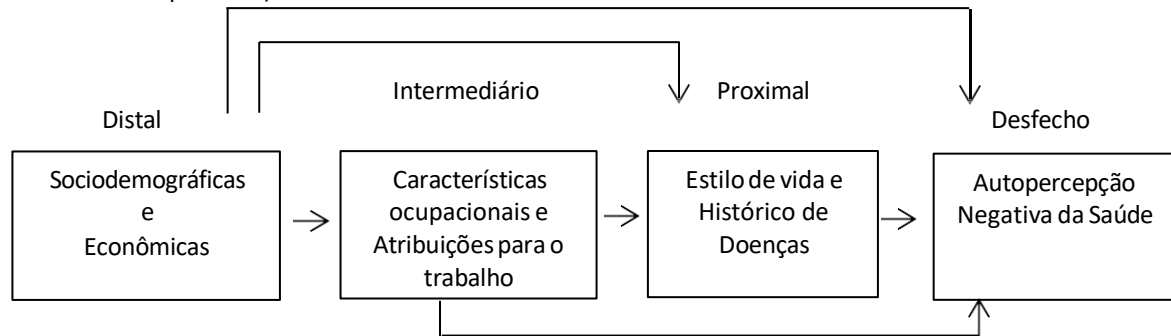 Intermediário
Proximal
Distal
Desfecho
Sociodemográficas
e
Econômicas
Características
ocupacionais e
Atribuições para o
trabalho
Estilo de vida e
Histórico de
Doenças
Autopercepção
Negativa da Saúde